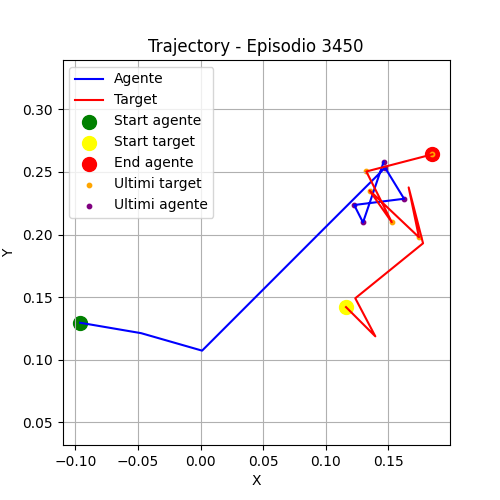 Trajectory - Episodio 3450
Agente
Target
Start agente
Start target
End agente
Ultimi target
Ultimi agente
Y
0.30
0.25
0.20
0.15
0.10
0.05
−0.10 −0.05 0.00 0.05 0.10 0.15
X